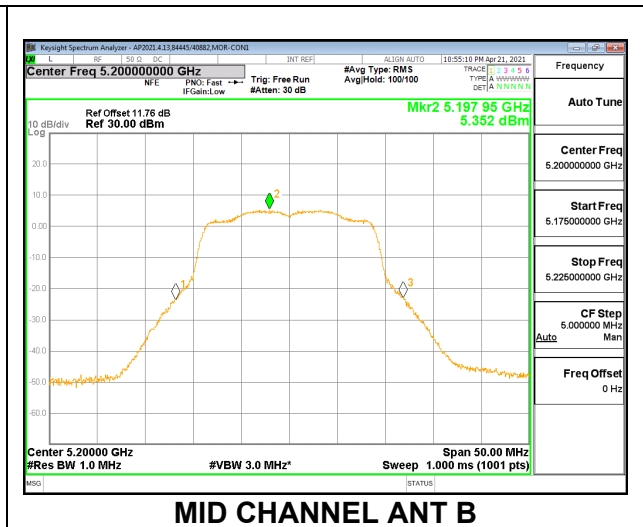 Keysight Spectrum Analyzer - AP2021.4.13,84445/40882,MOR-CON1
L RF 50 Ω DC INT REF ALIGN AUTO 10:55:10 PM Apr 21, 2021
Center Freq 5.200000000 GHz
NFE
PNO: Fast
IFGain:Low
Trig: Free Run
#Atten: 30 dB
#Avg Type: RMS
Avg|Hold: 100/100
TRACE 1 2 3 4 5 6
TYPE A WWWWW
DET A N N N N N
Frequency
Auto Tune
Center Freq
5.200000000 GHz
Start Freq
5.175000000 GHz
Stop Freq
5.225000000 GHz
CF Step
5.000000 MHz
Auto Man
Freq Offset
0 Hz
Mkr2 5.197 95 GHz
5.352 dBm
Ref Offset 11.76 dB
10 dB/div Ref 30.00 dBm
Log
20.0
10.0
0.00
-10.0
-20.0
-30.0
-40.0
-50.0
-60.0
1
2
3
Center 5.20000 GHz
Span 50.00 MHz
#Res BW 1.0 MHz #VBW 3.0 MHz* Sweep 1.000 ms (1001 pts)
MSG STATUS
MID CHANNEL ANT B